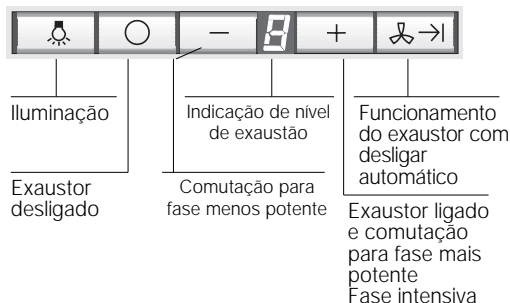 − 8 +
Iluminação
Indicação de nível
de exaustão
Funcionamento
do exaustor com
desligar
automático
Exaustor
desligado
Comutação para
fase menos potente
Exaustor ligado
e comutação
para fase mais
potente
Fase intensiva